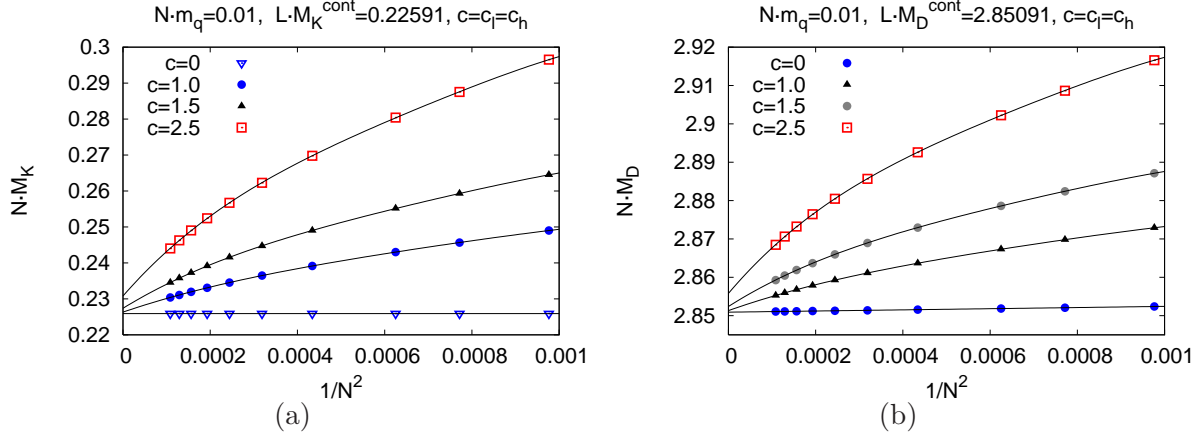 N·m_q=0.01, L·M_K^cont=0.22591, c=c_l=c_h
0.3
0.29
0.28
0.27
0.26
0.25
0.24
0.23
0.22
N·M_K
c=0
c=1.0
c=1.5
c=2.5
0 0.0002 0.0004 0.0006 0.0008 0.001
1/N^2
(a)
N·m_q=0.01, L·M_D^cont=2.85091, c=c_l=c_h
2.92
2.91
2.9
2.89
2.88
2.87
2.86
2.85
N·M_D
c=0
c=1.0
c=1.5
c=2.5
0 0.0002 0.0004 0.0006 0.0008 0.001
1/N^2
(b)